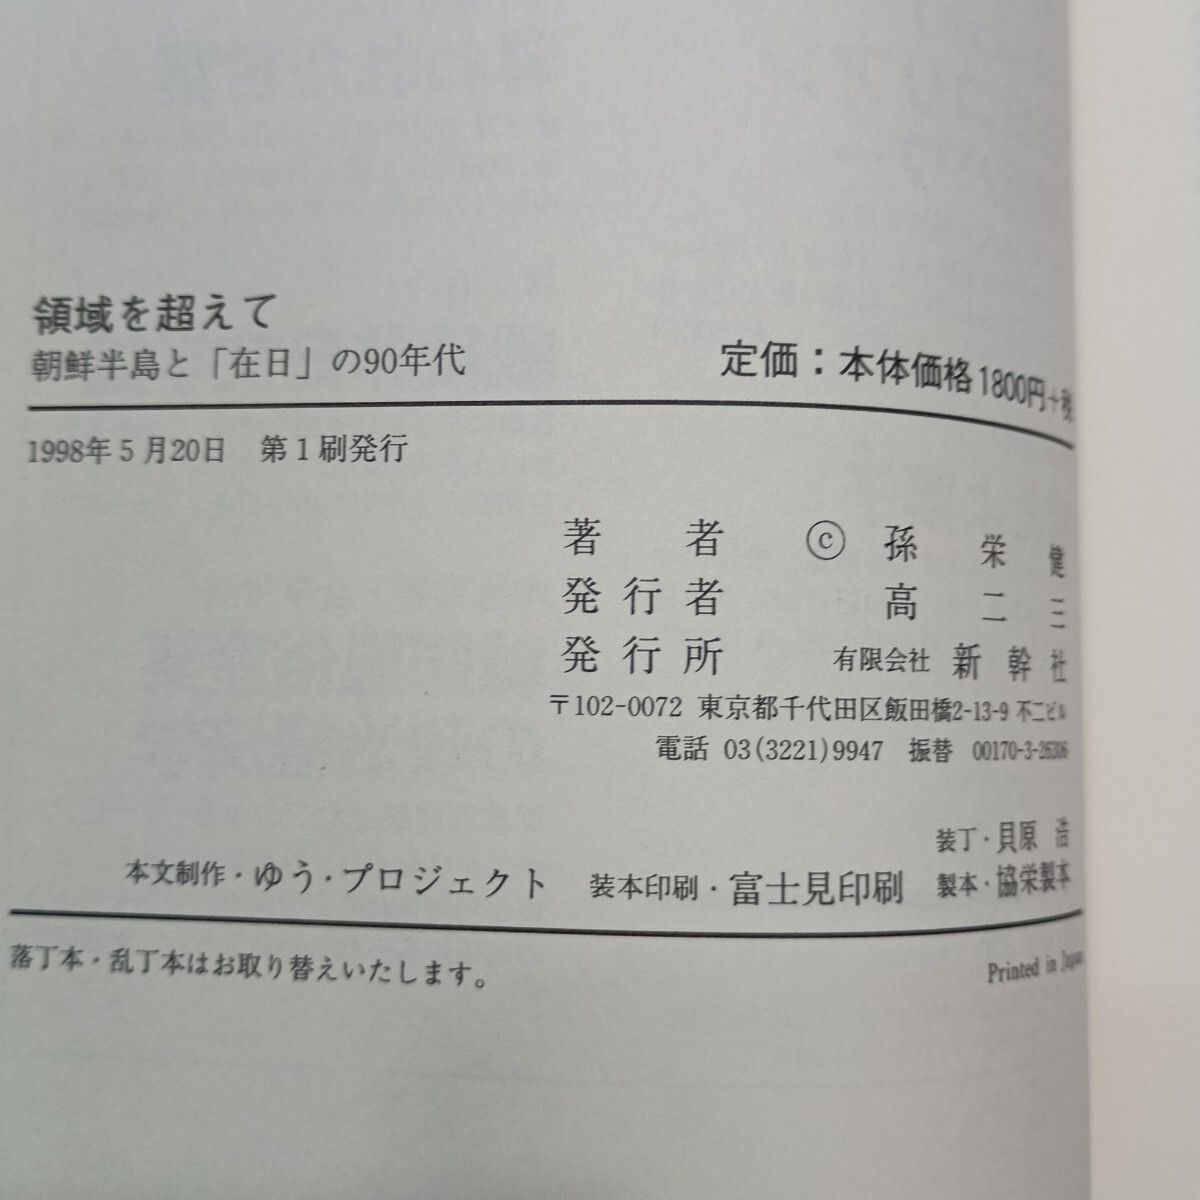 領域を超えて
朝鮮半島と「在日」の90年代
定価：本体価格1800円+税
1998年5月20日　第1刷発行
著者　ⓒ　孫栄健
発行者　高二三
発行所　有限会社 新幹社
〒102-0072 東京都千代田区飯田橋2-13-9 不二ビル
電話 03(3221)9947　振替 00170-3-26306
装丁・貝原 浩
本文制作・ゆう・プロジェクト　装本印刷・富士見印刷　製本・協栄製本
落丁本・乱丁本はお取り替えいたします。
Printed in Japan